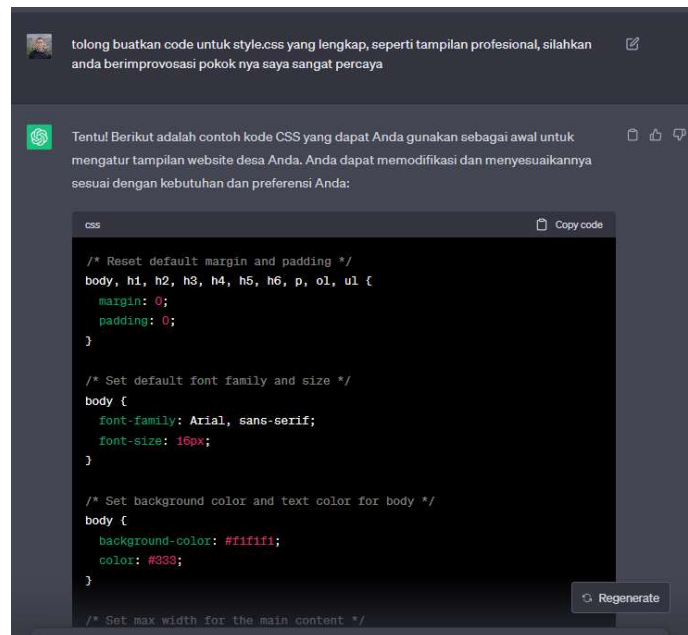 tolong buatkan code untuk style.css yang lengkap, seperti tampilan profesional, silahkan
anda berimprovosasi pokok nya saya sangat percaya
Tentu! Berikut adalah contoh kode CSS yang dapat Anda gunakan sebagai awal untuk
mengatur tampilan website desa Anda. Anda dapat memodifikasi dan menyesuaikannya
sesuai dengan kebutuhan dan preferensi Anda:
css Copy code
/* Reset default margin and padding */
body, h1, h2, h3, h4, h5, h6, p, ol, ul {
margin: 0;
padding: 0;
}
/* Set default font family and size */
body {
font-family: Arial, sans-serif;
font-size: 16px;
}
/* Set background color and text color for body */
body {
background-color: #f1f1f1;
color: #333;
}
Regenerate
/* Set max width for the main content */